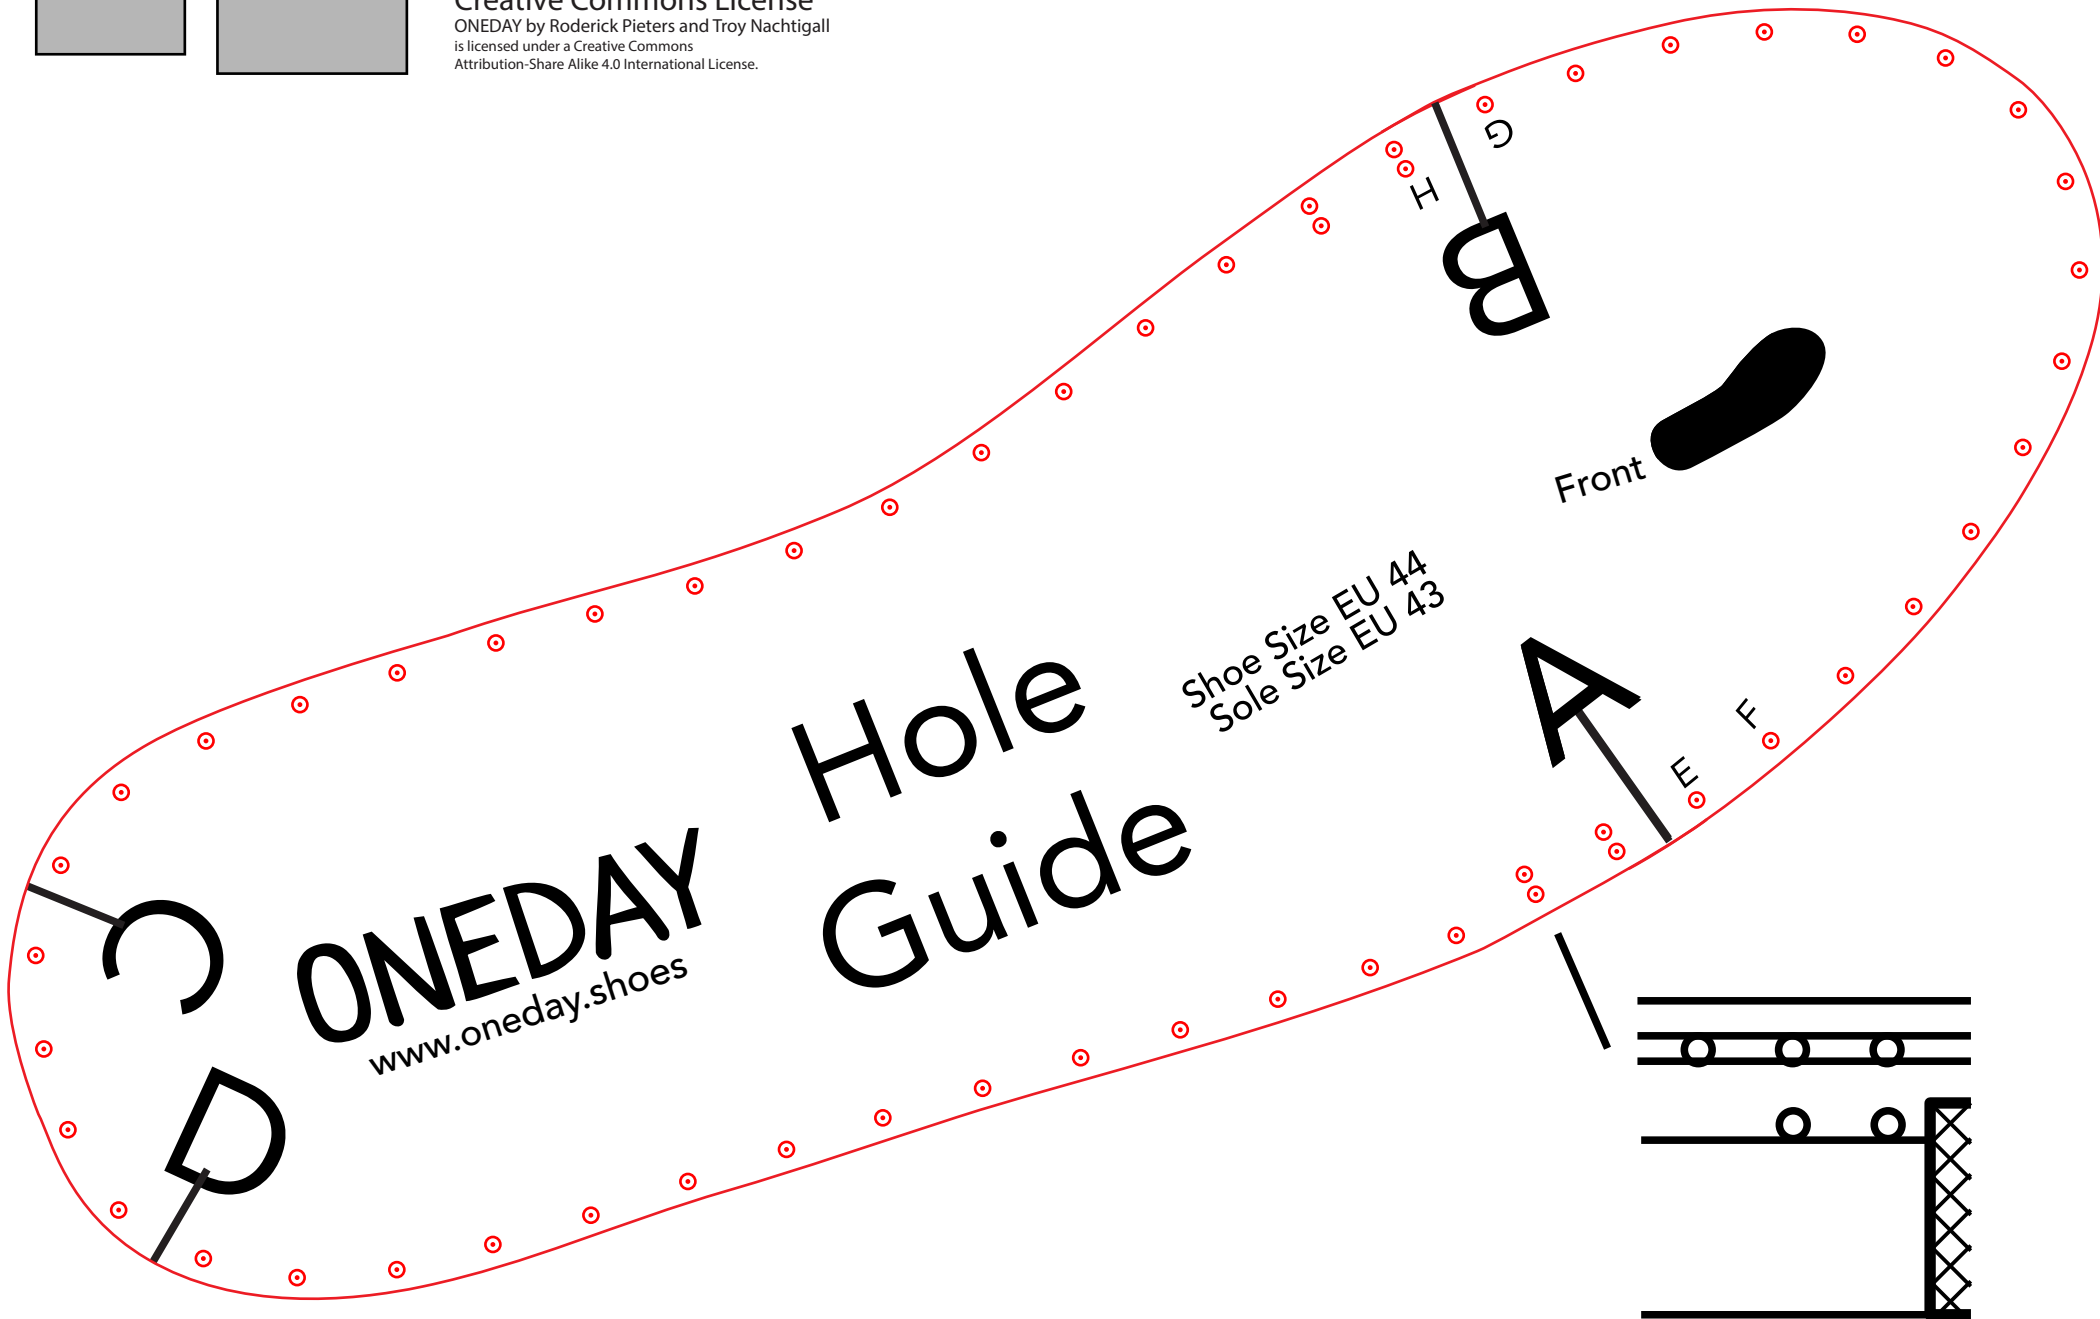 Creative Commons License
ONEDAY by Roderick Pieters and Troy Nachtigall
is licensed under a Creative Commons
Attribution-Share Alike 4.0 International License.
G
H
B
Front
Shoe Size EU 44
Sole Size EU 43
A
F
E
Hole
Guide
C
ONEDAY
www.oneday.shoes
D